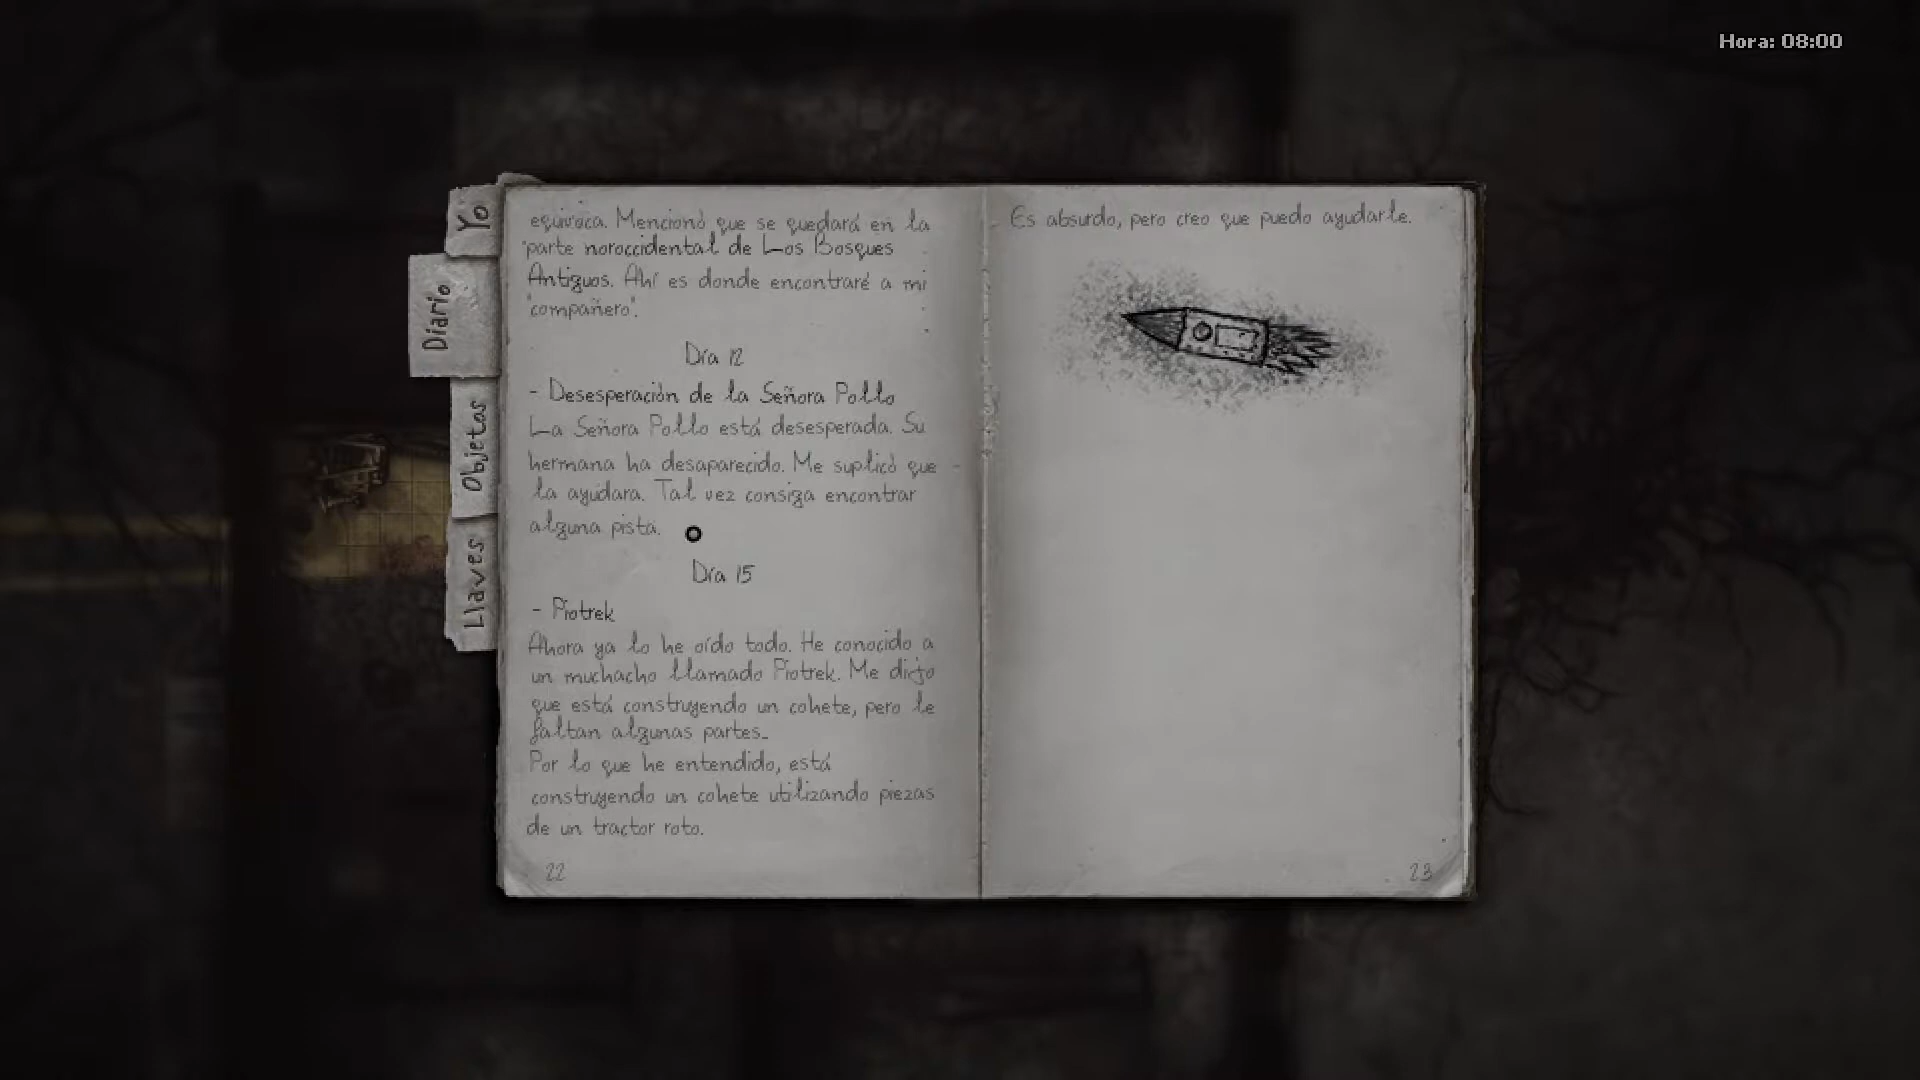 Hora: 08:00
Yo
Diario
Objetos
Llaves
equívoca. Mencionó que se quedará en la
parte noroccidental de Los Bosques
Antiguos. Ahí es donde encontraré a mi
"compañero".
Día 12
- Desesperación de la Señora Pollo
La Señora Pollo está desesperada. Su
hermana ha desaparecido. Me suplicó que
la ayudara. Tal vez consiga encontrar
alguna pista.
Día 15
- Piotrek
Ahora ya lo he oído todo. He conocido a
un muchacho llamado Piotrek. Me dijo
que está construyendo un cohete, pero le
faltan algunas partes...
Por lo que he entendido, está
construyendo un cohete utilizando piezas
de un tractor roto.
22
Es absurdo, pero creo que puedo ayudarle.
23